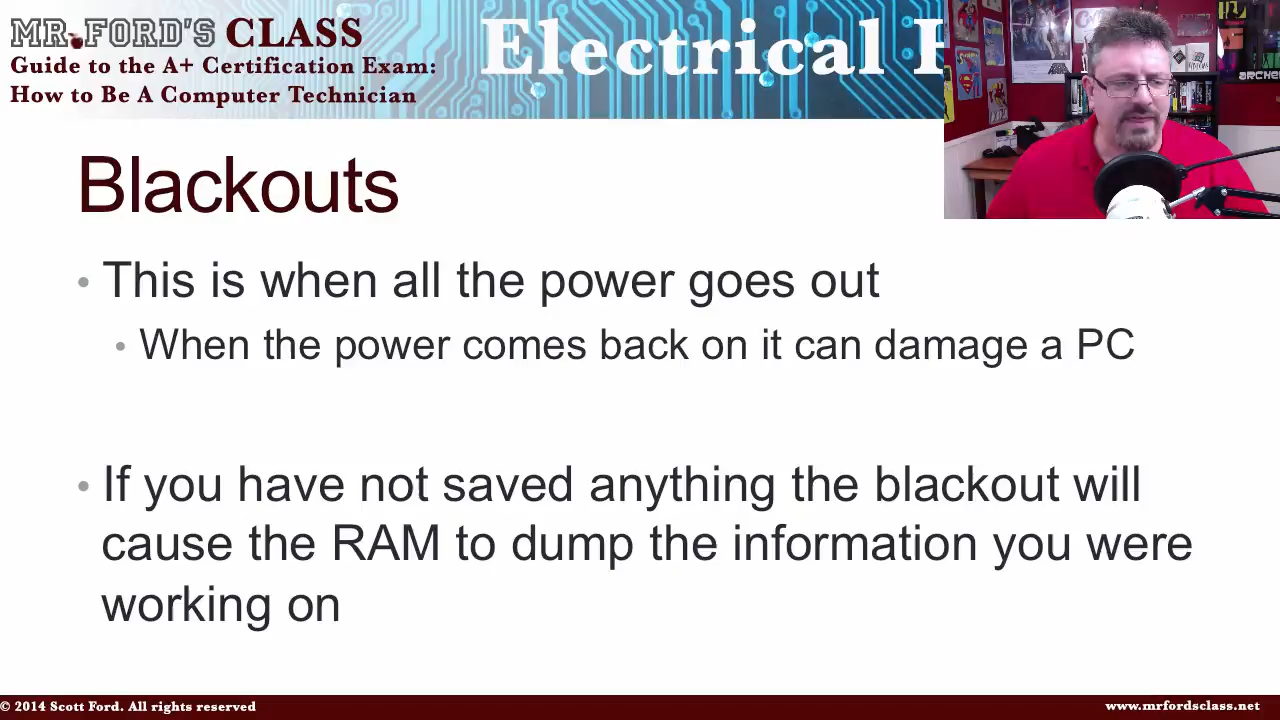 MR.FORD'S CLASS
Guide to the A+ Certification Exam:
How to Be A Computer Technician
Electrical
Blackouts
• This is when all the power goes out
• When the power comes back on it can damage a PC
• If you have not saved anything the blackout will
cause the RAM to dump the information you were
working on
ARCHER
© 2014 Scott Ford. All rights reserved
www.mrfordsclass.net